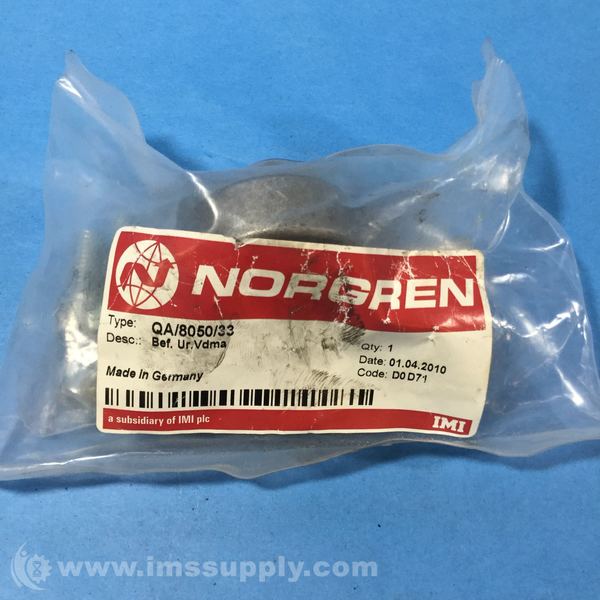 NORGREN
Type: QA/8050/33
Desc.: Bef. Ur.Vdma
Qty: 1
Date: 01.04.2010
Code: D0D71
Made in Germany
a subsidiary of IMI plc
IMI
www.imssupply.com